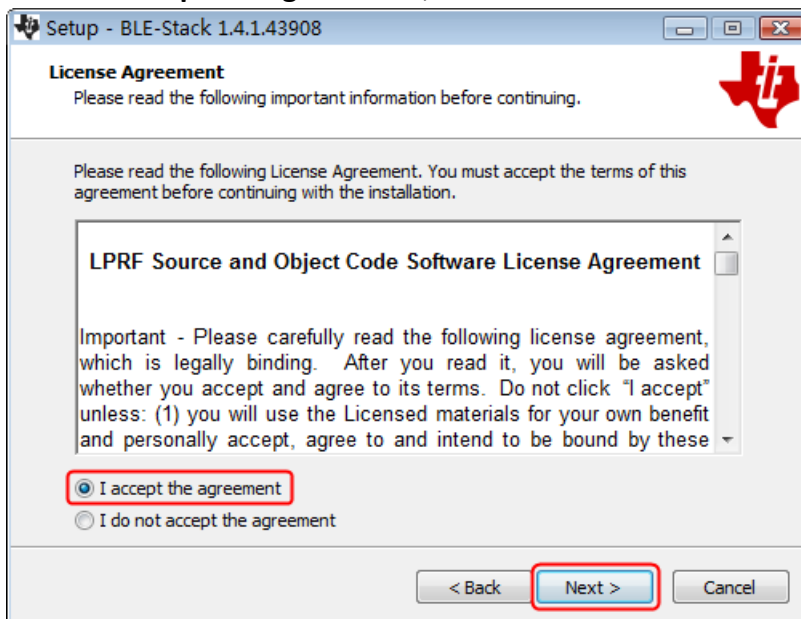 Setup - BLE-Stack 1.4.1.43908
License Agreement
Please read the following important information before continuing.
Please read the following License Agreement. You must accept the terms of this
agreement before continuing with the installation.
LPRF Source and Object Code Software License Agreement
Important - Please carefully read the following license agreement,
which is legally binding. After you read it, you will be asked
whether you accept and agree to its terms. Do not click “I accept”
unless: (1) you will use the Licensed materials for your own benefit
and personally accept, agree to and intend to be bound by these
I accept the agreement
I do not accept the agreement
< Back Next > Cancel